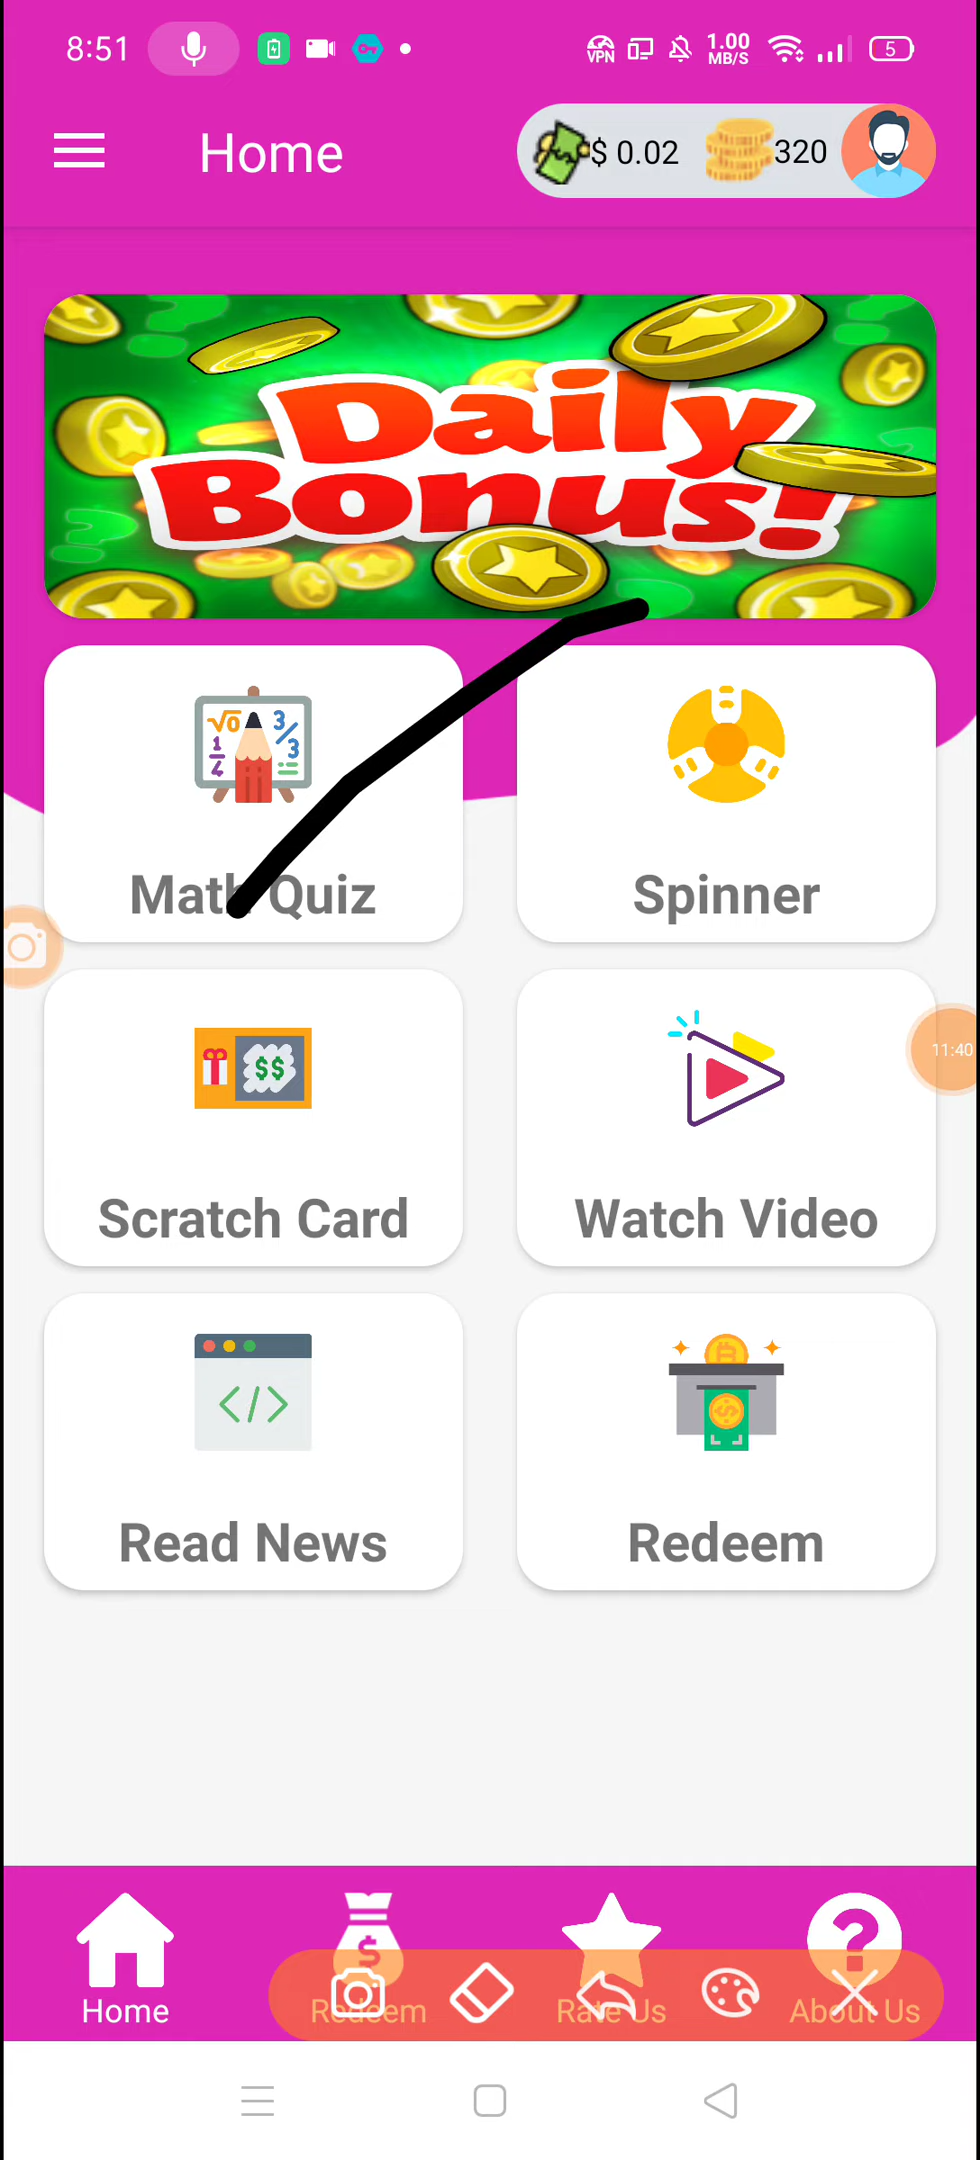 8:51
VPN
1.00
MB/S
5
Home
$ 0.02
320
Daily
Bonus!
Math Quiz
Spinner
11:40
Scratch Card
Watch Video
Read News
Redeem
Home
Redeem
Rate Us
About Us